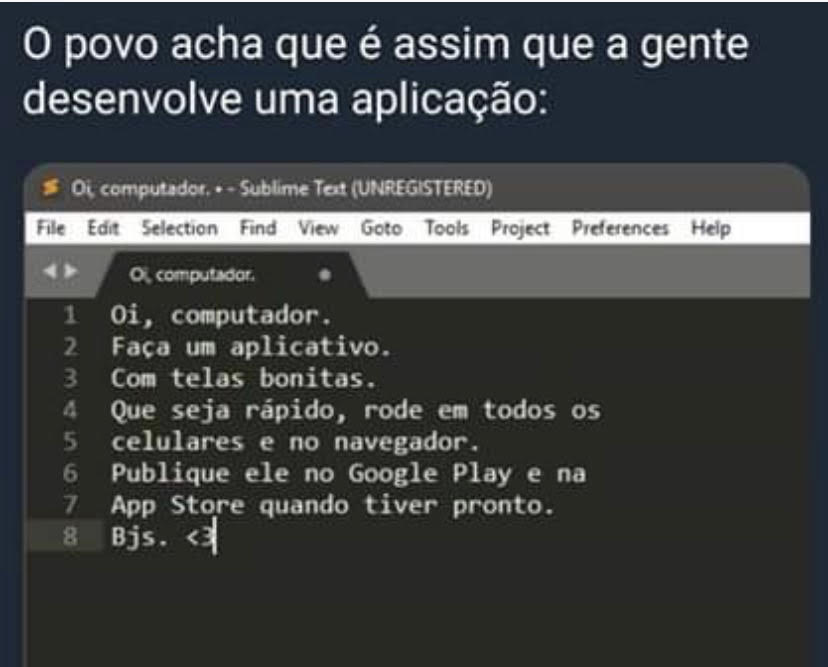 O povo acha que é assim que a gente
desenvolve uma aplicação:
Oi, computador. • - Sublime Text (UNREGISTERED)
File Edit Selection Find View Goto Tools Project Preferences Help
Oi, computador.
1 Oi, computador.
2 Faça um aplicativo.
3 Com telas bonitas.
4 Que seja rápido, rode em todos os
5 celulares e no navegador.
6 Publique ele no Google Play e na
7 App Store quando tiver pronto.
8 Bjs. <3